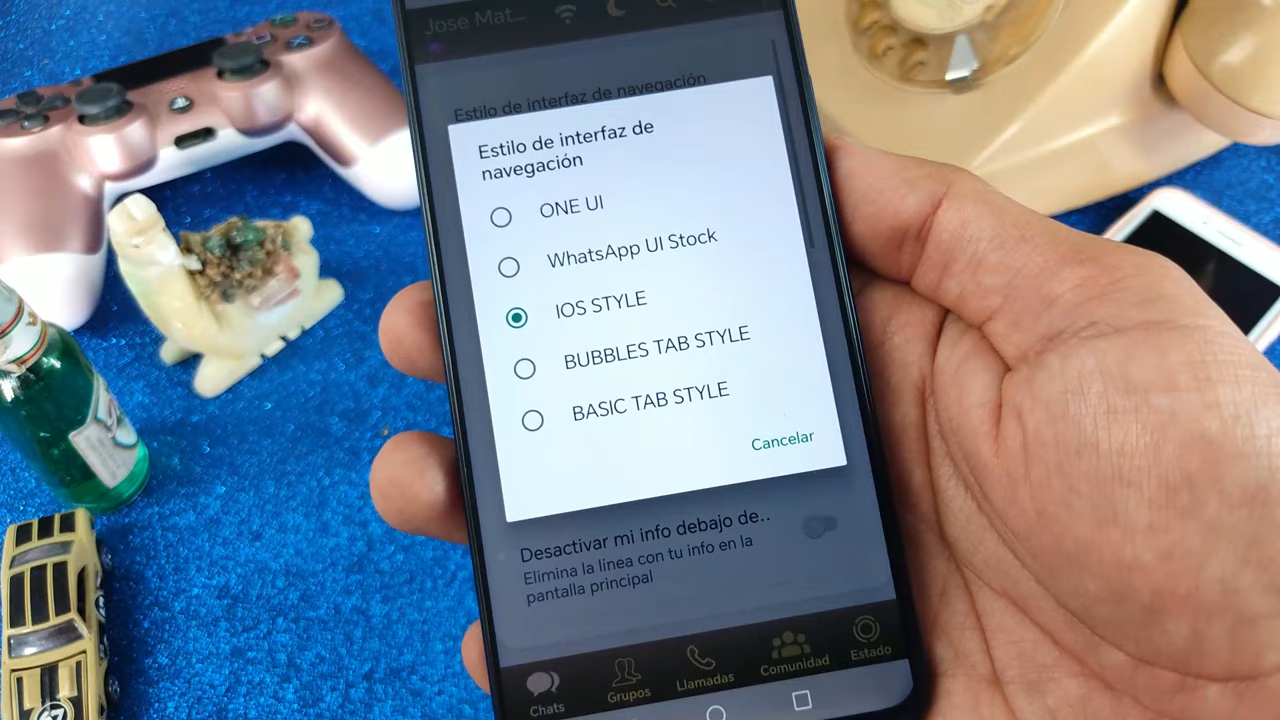 Jose Mat...
Estilo de interfaz de navegación
Estilo de interfaz de
navegación
ONE UI
WhatsApp UI Stock
IOS STYLE
BUBBLES TAB STYLE
BASIC TAB STYLE
Cancelar
Desactivar mi info debajo de..
Elimina la línea con tu info en la
pantalla principal
Chats
Grupos
Llamadas
Comunidad
Estado